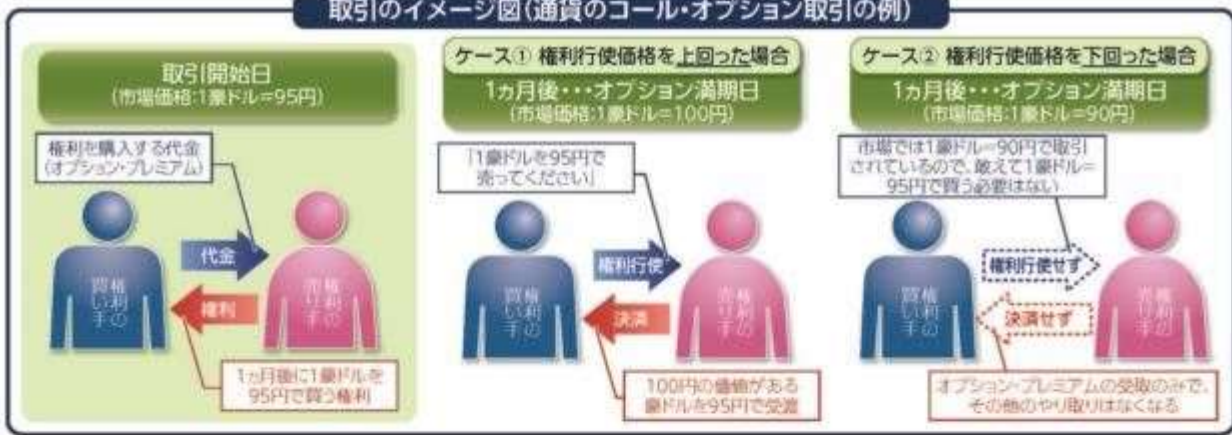 取引のイメージ図(通貨のコール・オプション取引の例)
取引開始日
(市場価格:1豪ドル=95円)
権利を購入する代金
(オプション・プレミアム)
代金
権利の
買い手
権利の
売り手
権利
1ヵ月後に1豪ドルを
95円で買う権利
ケース① 権利行使価格を上回った場合
1ヵ月後・・・オプション満期日
(市場価格:1豪ドル=100円)
「1豪ドルを95円で
売ってください」
権利行使
権利の
買い手
権利の
売り手
決済
100円の価値がある
豪ドルを95円で受渡
ケース② 権利行使価格を下回った場合
1ヵ月後・・・オプション満期日
(市場価格:1豪ドル=90円)
市場では1豪ドル=90円で取引
されているので、敢えて1豪ドル=
95円で買う必要はない
権利行使せず
権利の
買い手
権利の
売り手
決済せず
オプション・プレミアムの受取のみで、
その他のやり取りはなくなる